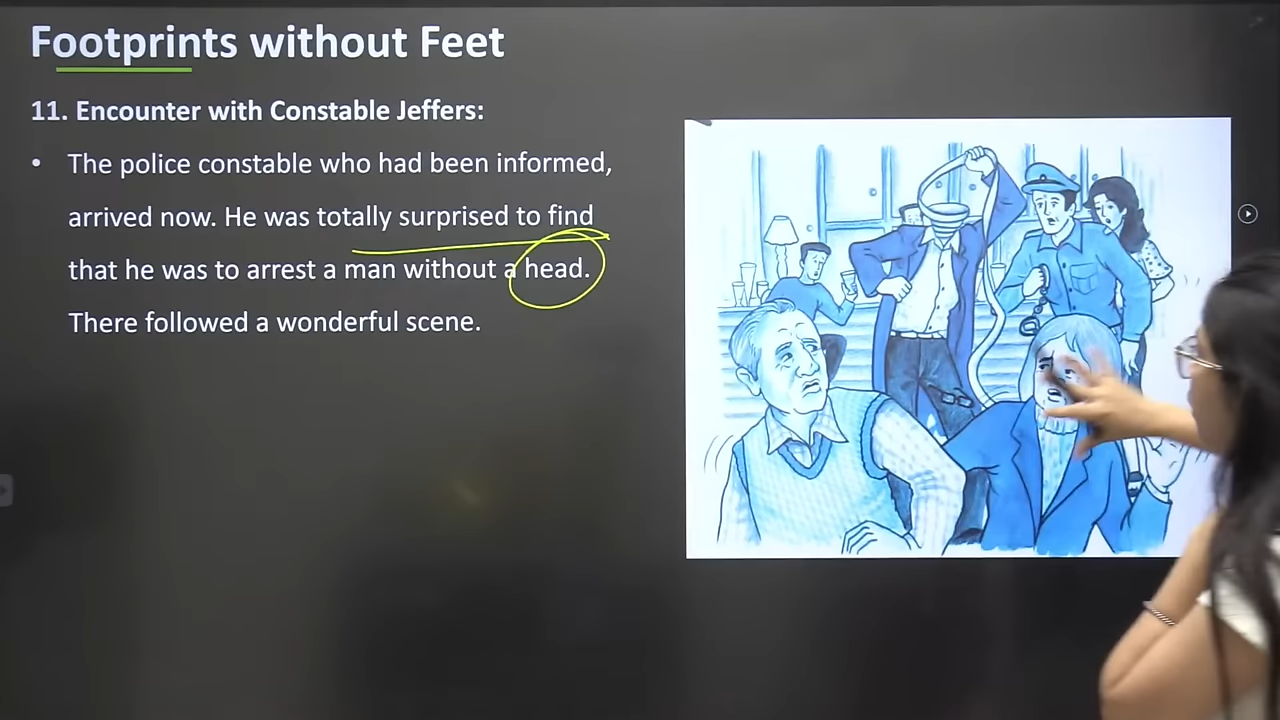 Footprints without Feet
11. Encounter with Constable Jeffers:
• The police constable who had been informed,
arrived now. He was totally surprised to find
that he was to arrest a man without a head.
There followed a wonderful scene.